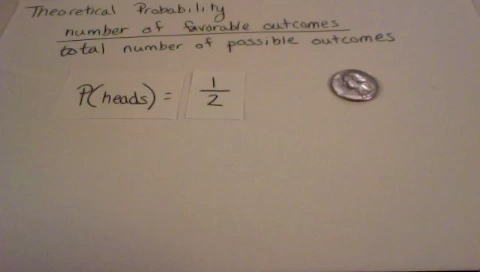 Theoretical Probability
number of favorable outcomes
total number of possible outcomes
P(heads) = 1/2